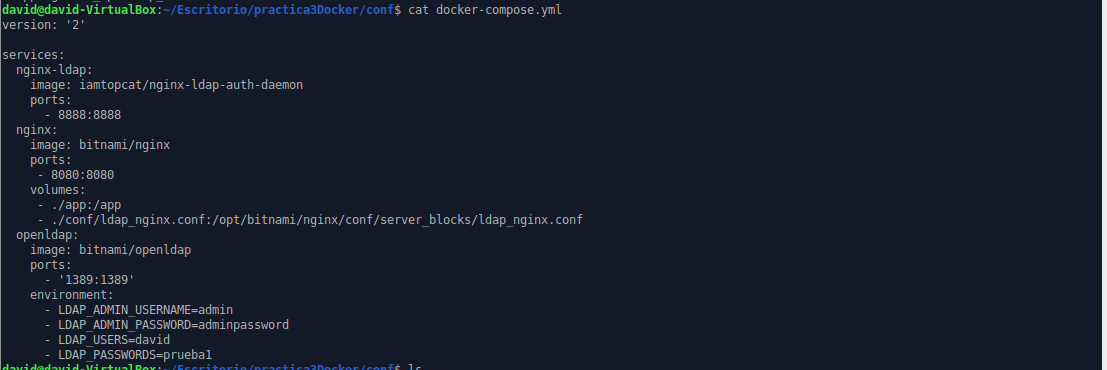 david@david-VirtualBox:~/Escritorio/practica3Docker/conf$ cat docker-compose.yml
version: '2'

services:
  nginx-ldap:
    image: iamtopcat/nginx-ldap-auth-daemon
    ports:
      - 8888:8888
  nginx:
    image: bitnami/nginx
    ports:
     - 8080:8080
    volumes:
     - ./app:/app
     - ./conf/ldap_nginx.conf:/opt/bitnami/nginx/conf/server_blocks/ldap_nginx.conf
  openldap:
    image: bitnami/openldap
    ports:
      - '1389:1389'
    environment:
      - LDAP_ADMIN_USERNAME=admin
      - LDAP_ADMIN_PASSWORD=adminpassword
      - LDAP_USERS=david
      - LDAP_PASSWORDS=prueba1
david@david-VirtualBox:~/Escritorio/practica3Docker/conf$ ls